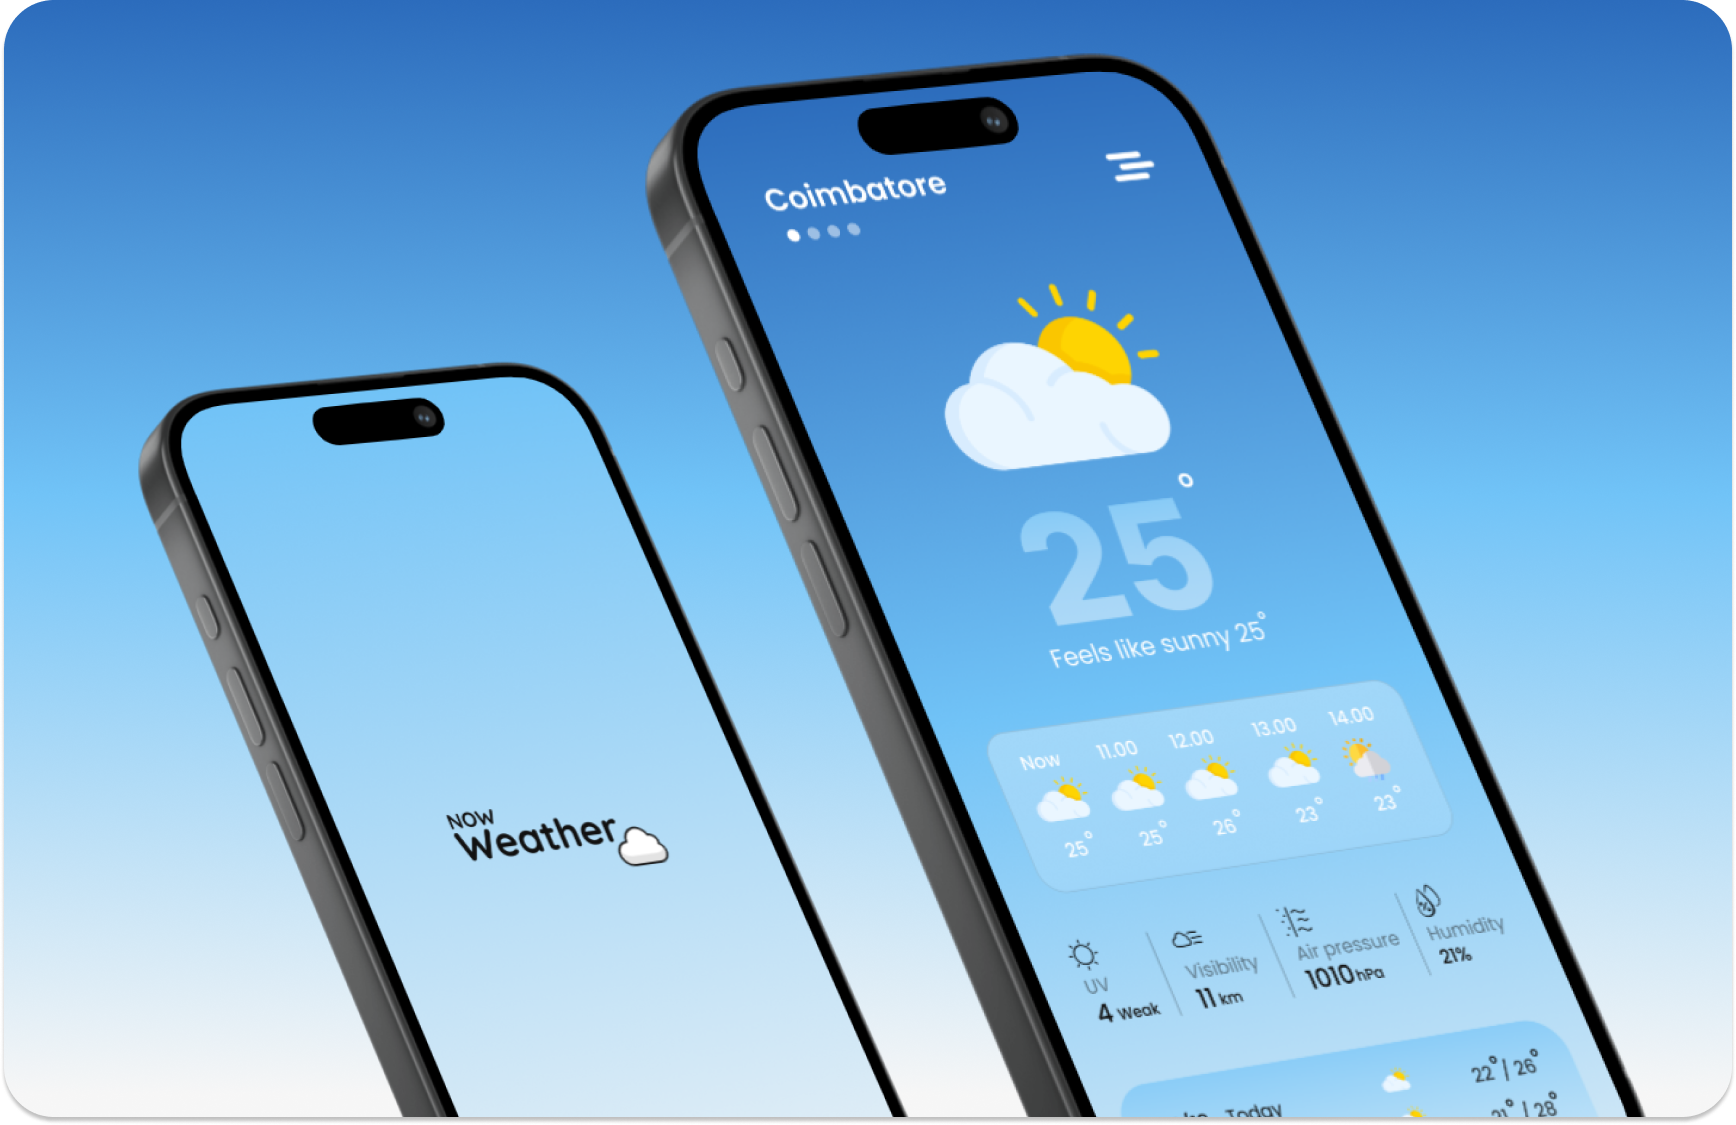 NOW
Weather
Coimbatore
25°
Feels like sunny 25°
Now 11.00 12.00 13.00 14.00
25° 25° 26° 23° 23°
UV Visibility Air pressure Humidity
4 Weak 11 km 1010 hPa 21%
Today 22° | 26°
21° | 28°